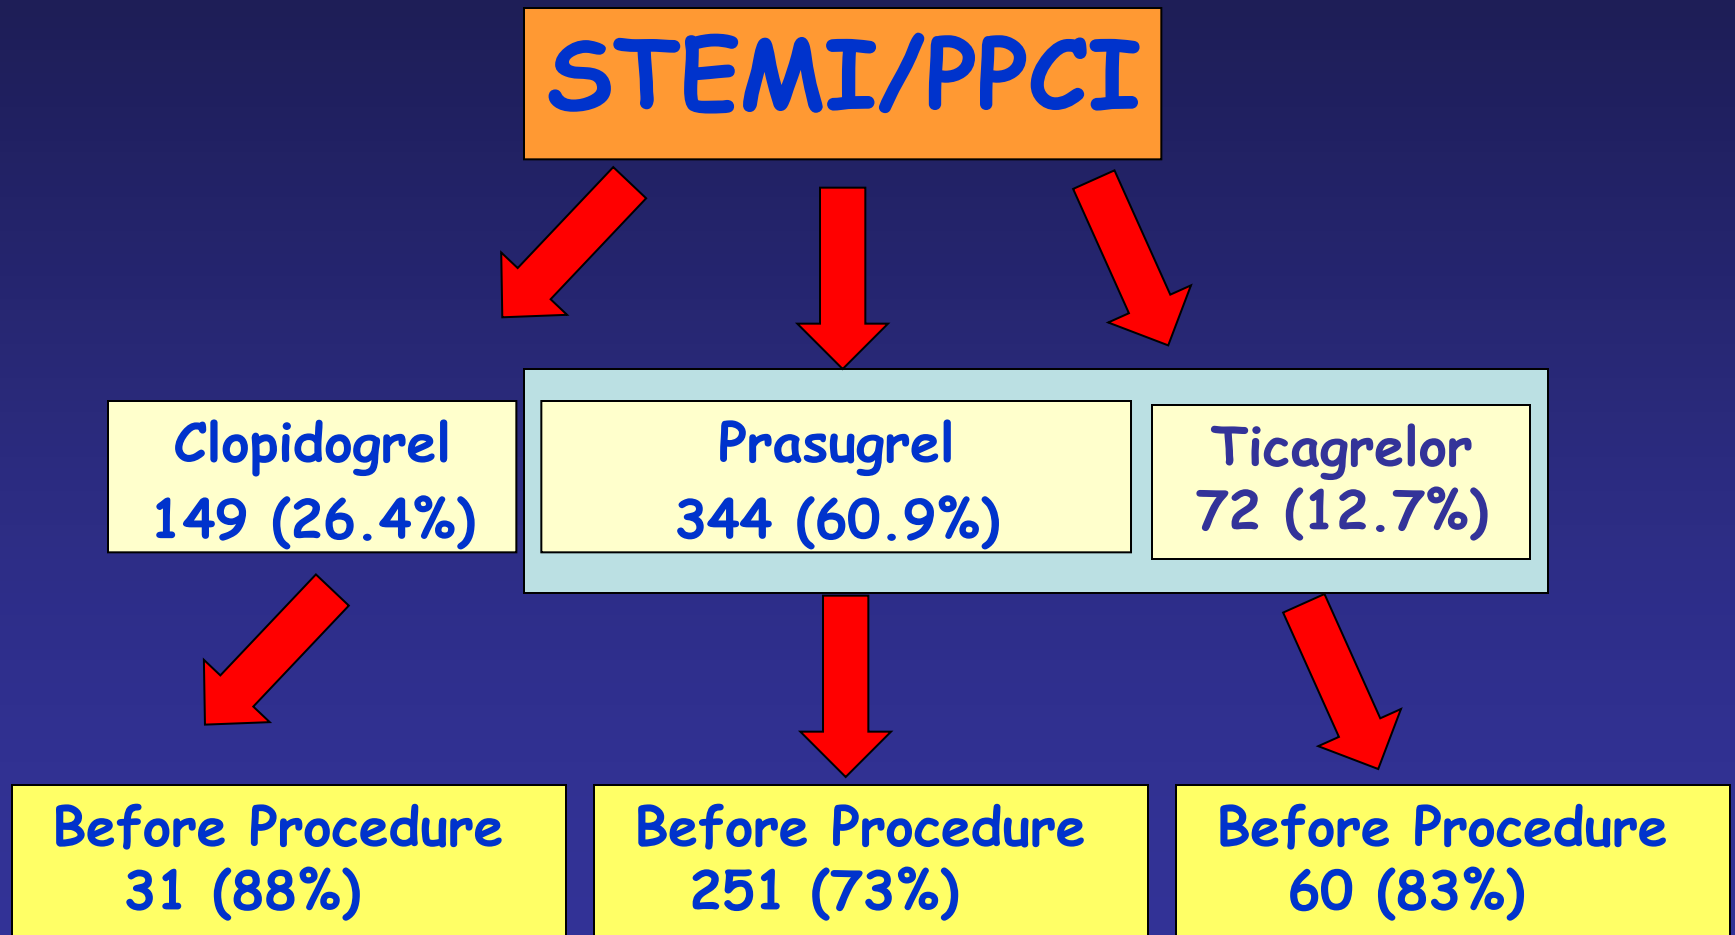 STEMI/PPCI
Clopidogrel
149 (26.4%)
Prasugrel
344 (60.9%)
Ticagrelor
72 (12.7%)
Before Procedure
31 (88%)
Before Procedure
251 (73%)
Before Procedure
60 (83%)